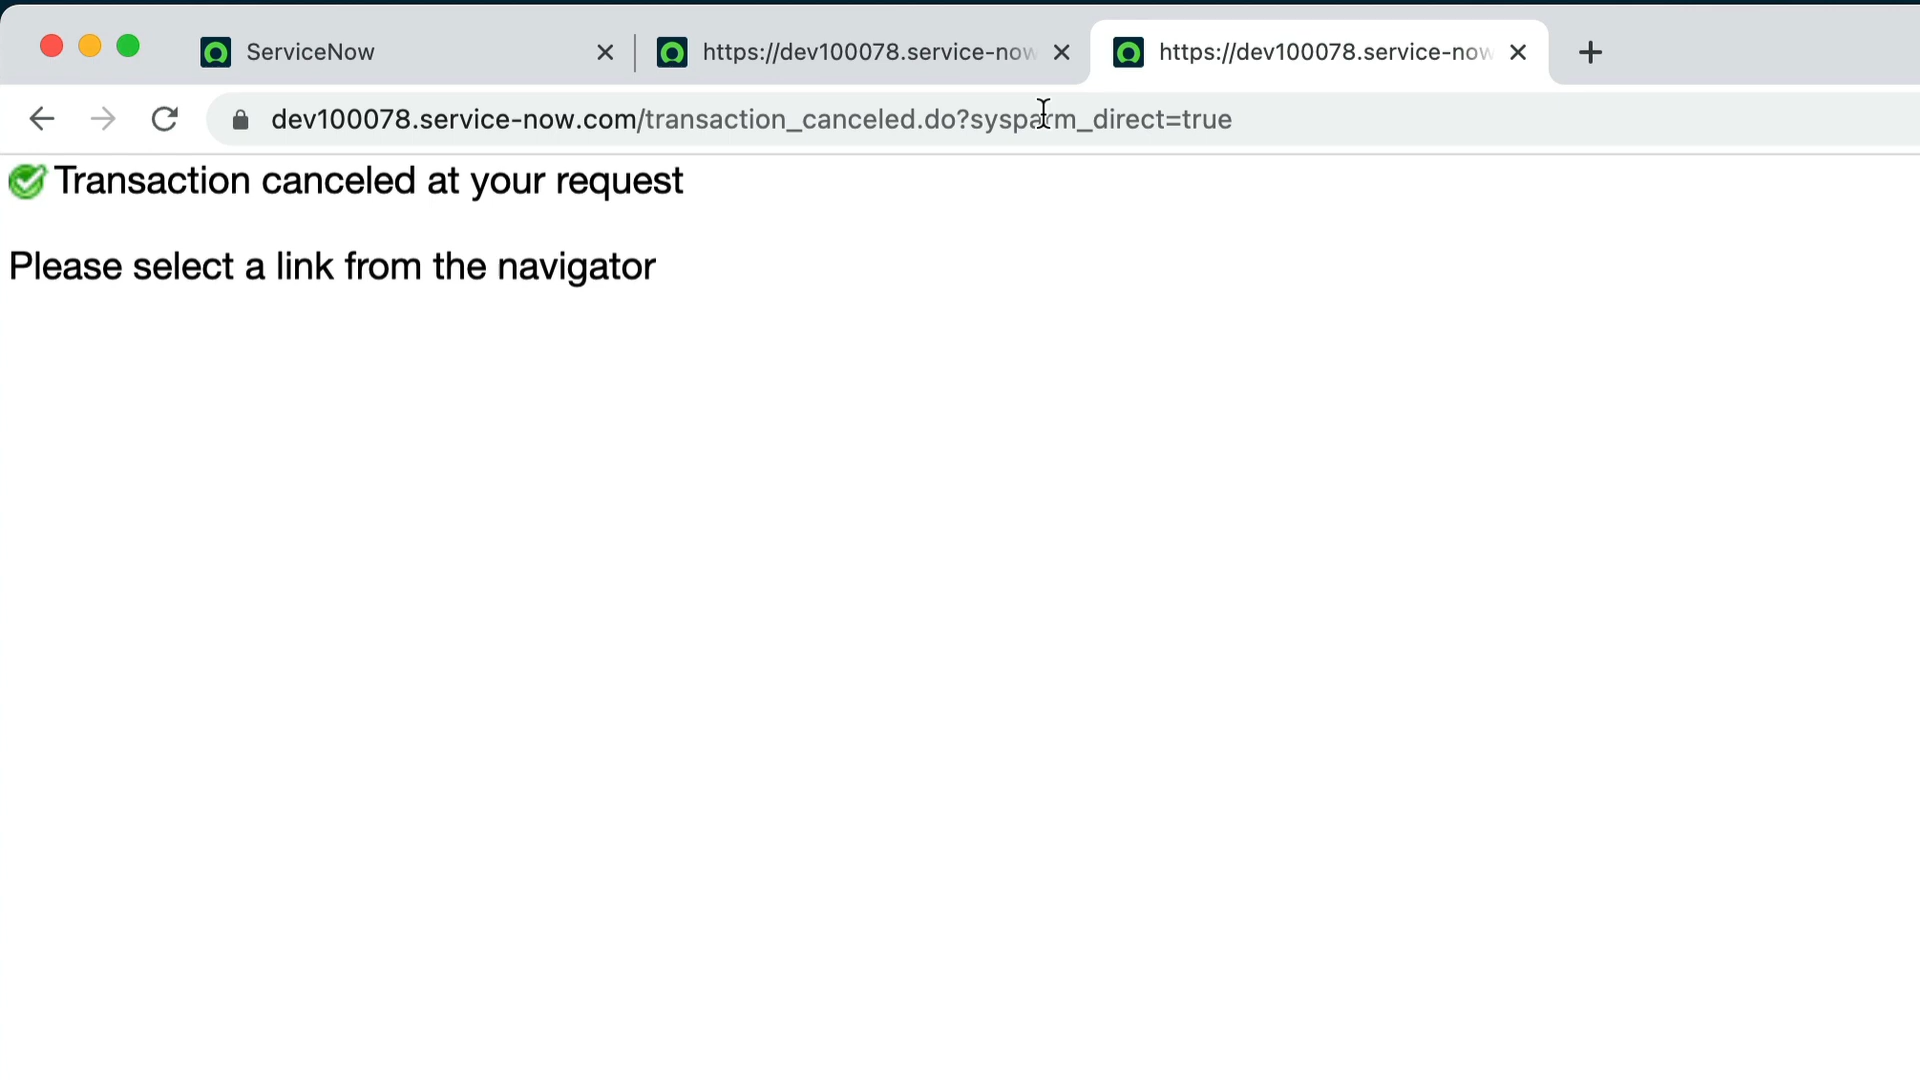 ServiceNow
https://dev100078.service-now
https://dev100078.service-now
dev100078.service-now.com/transaction_canceled.do?sysparm_direct=true
Transaction canceled at your request
Please select a link from the navigator